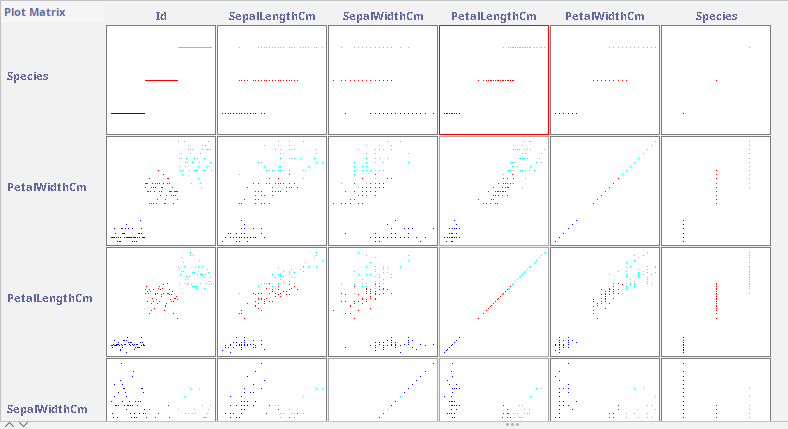 Plot Matrix
Id SepalLengthCm SepalWidthCm PetalLengthCm PetalWidthCm Species
Species
PetalWidthCm
PetalLengthCm
SepalWidthCm